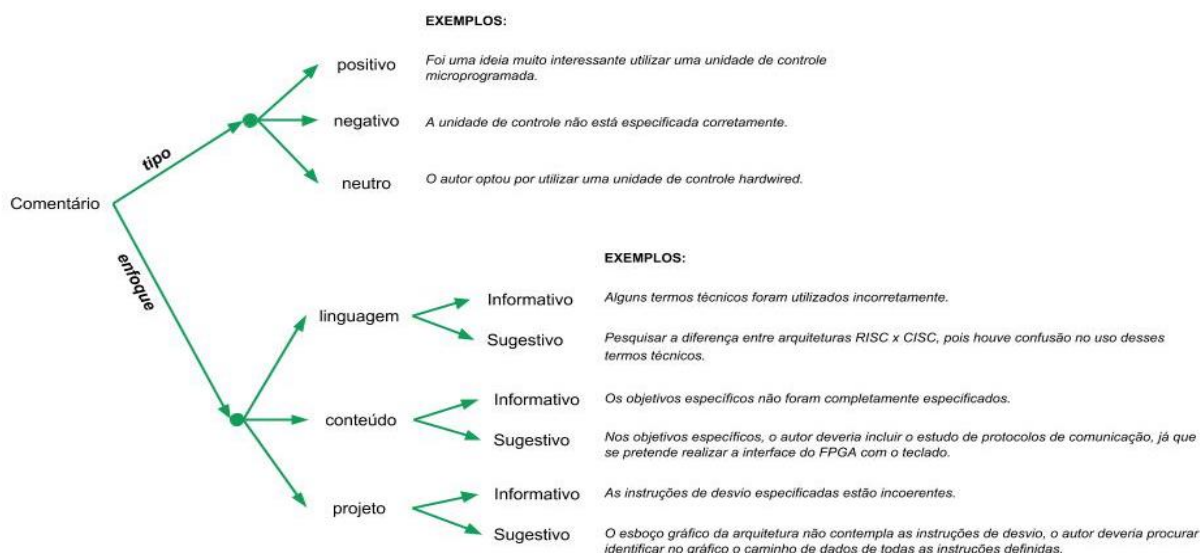 EXEMPLOS:
positivo
Foi uma ideia muito interessante utilizar uma unidade de controle
microprogramada.
negativo
A unidade de controle não está especificada corretamente.
tipo
neutro
O autor optou por utilizar uma unidade de controle hardwired.
Comentário
enfoque
EXEMPLOS:
linguagem
Informativo
Alguns termos técnicos foram utilizados incorretamente.
Sugestivo
Pesquisar a diferença entre arquiteturas RISC x CISC, pois houve confusão no uso desses
termos técnicos.
conteúdo
Informativo
Os objetivos específicos não foram completamente especificados.
Sugestivo
Nos objetivos específicos, o autor deveria incluir o estudo de protocolos de comunicação, já que
se pretende realizar a interface do FPGA com o teclado.
projeto
Informativo
As instruções de desvio especificadas estão incoerentes.
Sugestivo
O esboço gráfico da arquitetura não contempla as instruções de desvio, o autor deveria procurar
identificar no gráfico o caminho de dados de todas as instruções definidas.